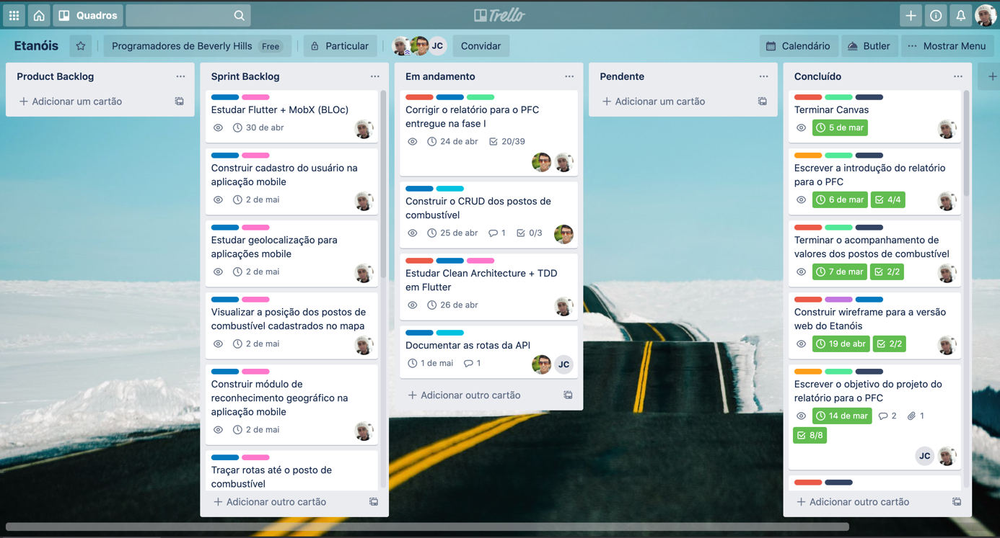 Quadros
Trello
Etanóis
Programadores de Beverly Hills Free
Particular
JC
Convidar
Calendário
Butler
Mostrar Menu
Product Backlog
Adicionar um cartão
Sprint Backlog
Estudar Flutter + MobX (BLOc)
30 de abr
Construir cadastro do usuário na
aplicação mobile
2 de mai
Estudar geolocalização para
aplicações mobile
2 de mai
Visualizar a posição dos postos de
combustível cadastrados no mapa
2 de mai
Construir módulo de
reconhecimento geográfico na
aplicação mobile
2 de mai
Traçar rotas até o posto de
combustível
Adicionar outro cartão
Em andamento
Corrigir o relatório para o PFC
entregue na fase I
24 de abr 20/39
Construir o CRUD dos postos de
combustível
25 de abr 1 0/3
Estudar Clean Architecture + TDD
em Flutter
26 de abr
Documentar as rotas da API
1 de mai 1 JC
Adicionar outro cartão
Pendente
Adicionar um cartão
Concluído
Terminar Canvas
5 de mar
Escrever a introdução do relatório
para o PFC
6 de mar 4/4
Terminar o acompanhamento de
valores dos postos de combustível
7 de mar 2/2
Construir wireframe para a versão
web do Etanóis
19 de abr 2/2
Escrever o objetivo do projeto do
relatório para o PFC
14 de mar 2 1
8/8
JC
Adicionar outro cartão